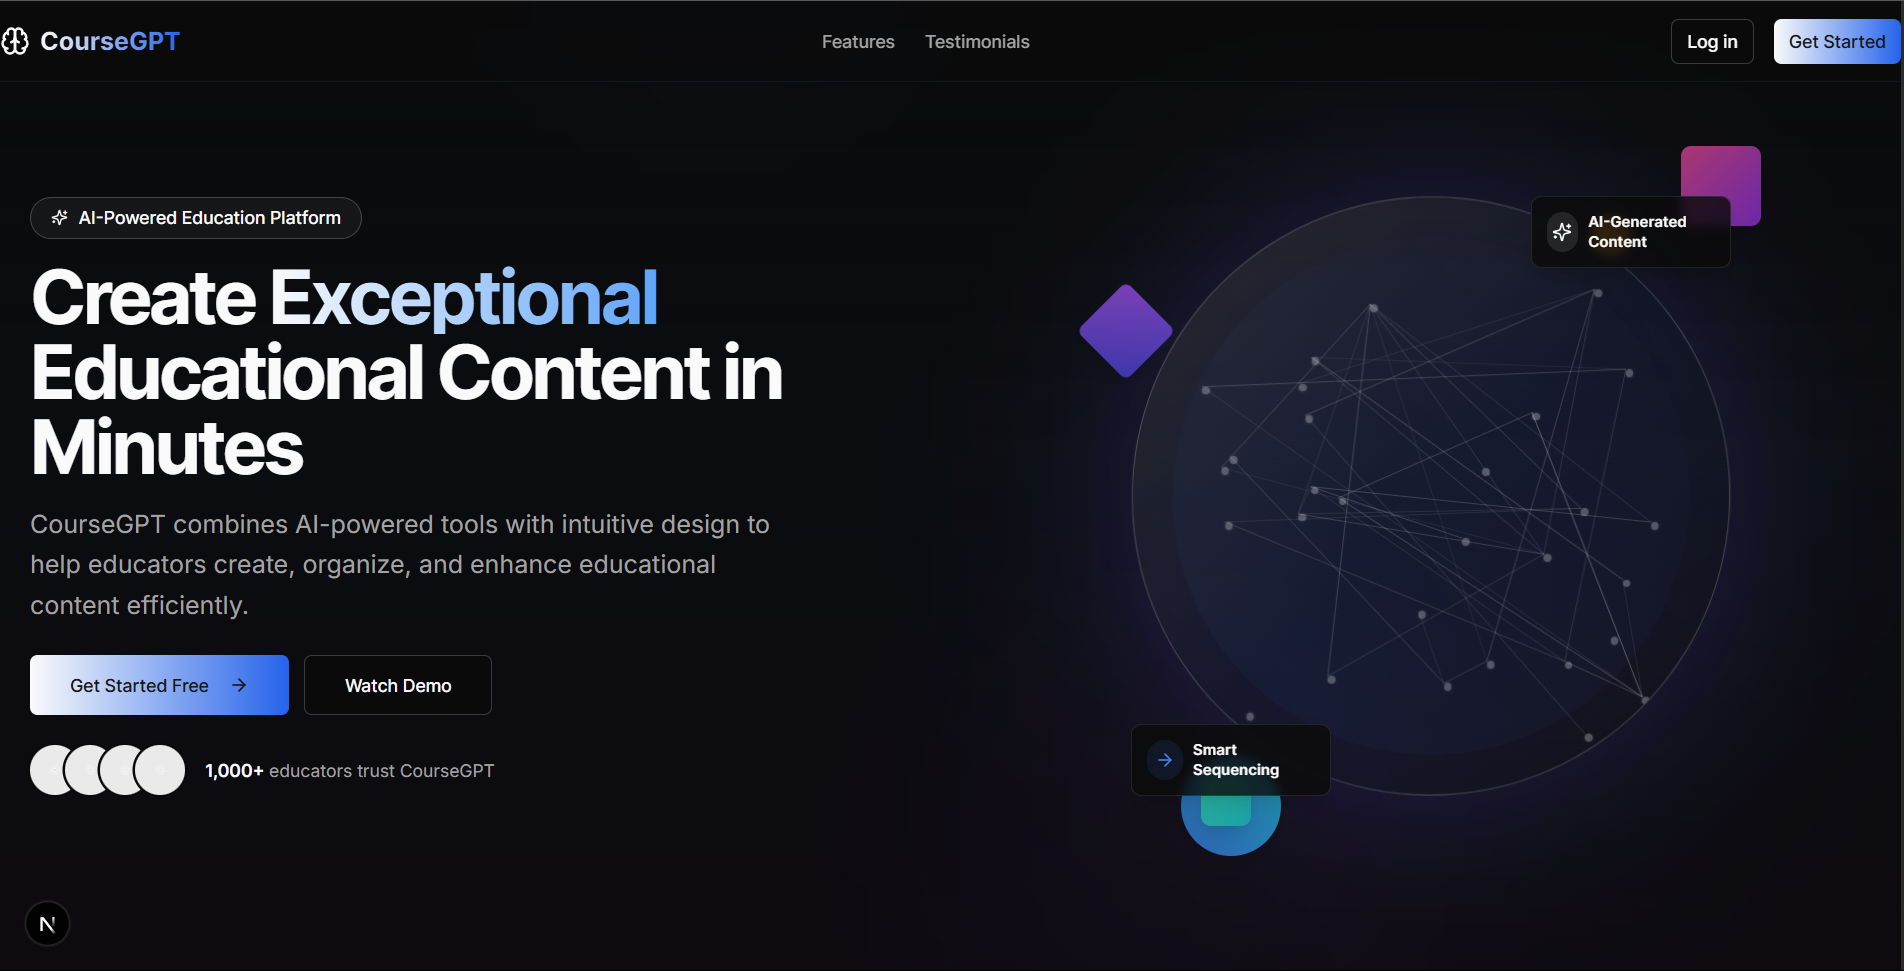 CourseGPT
Features
Testimonials
Log in
Get Started
AI-Powered Education Platform
Create Exceptional
Educational Content in
Minutes
CourseGPT combines AI-powered tools with intuitive design to
help educators create, organize, and enhance educational
content efficiently.
Get Started Free
Watch Demo
1,000+ educators trust CourseGPT
AI-Generated
Content
Smart
Sequencing
N